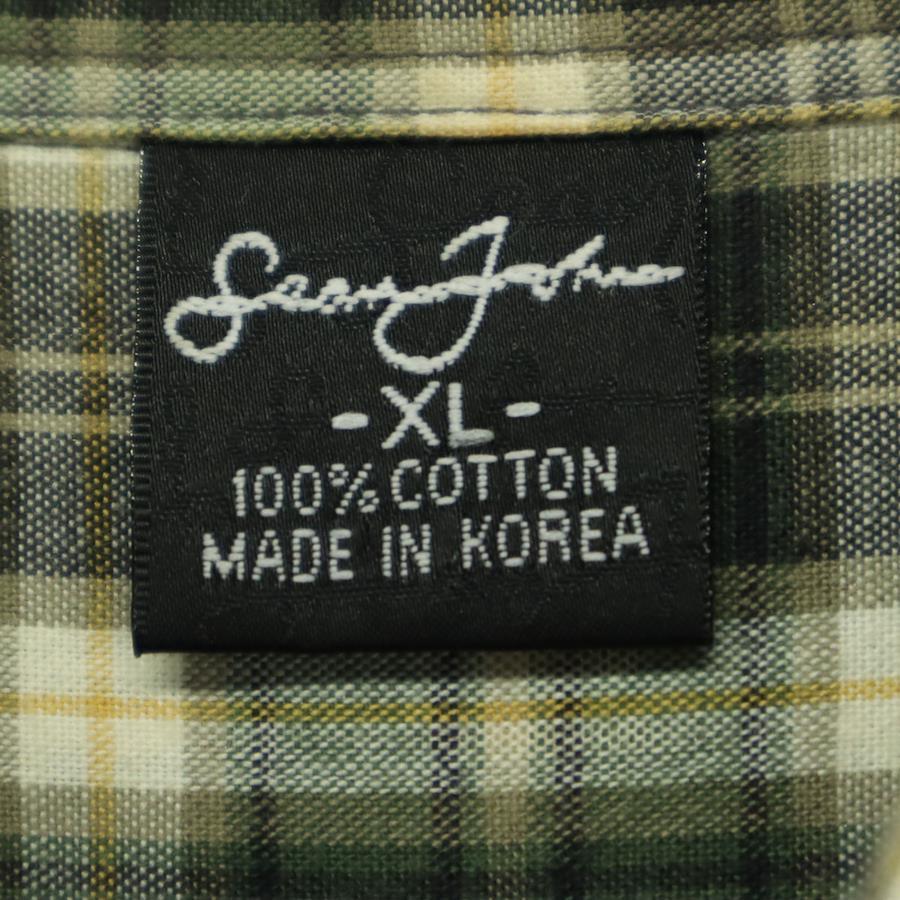 Sean John
- XL -
100% COTTON
MADE IN KOREA